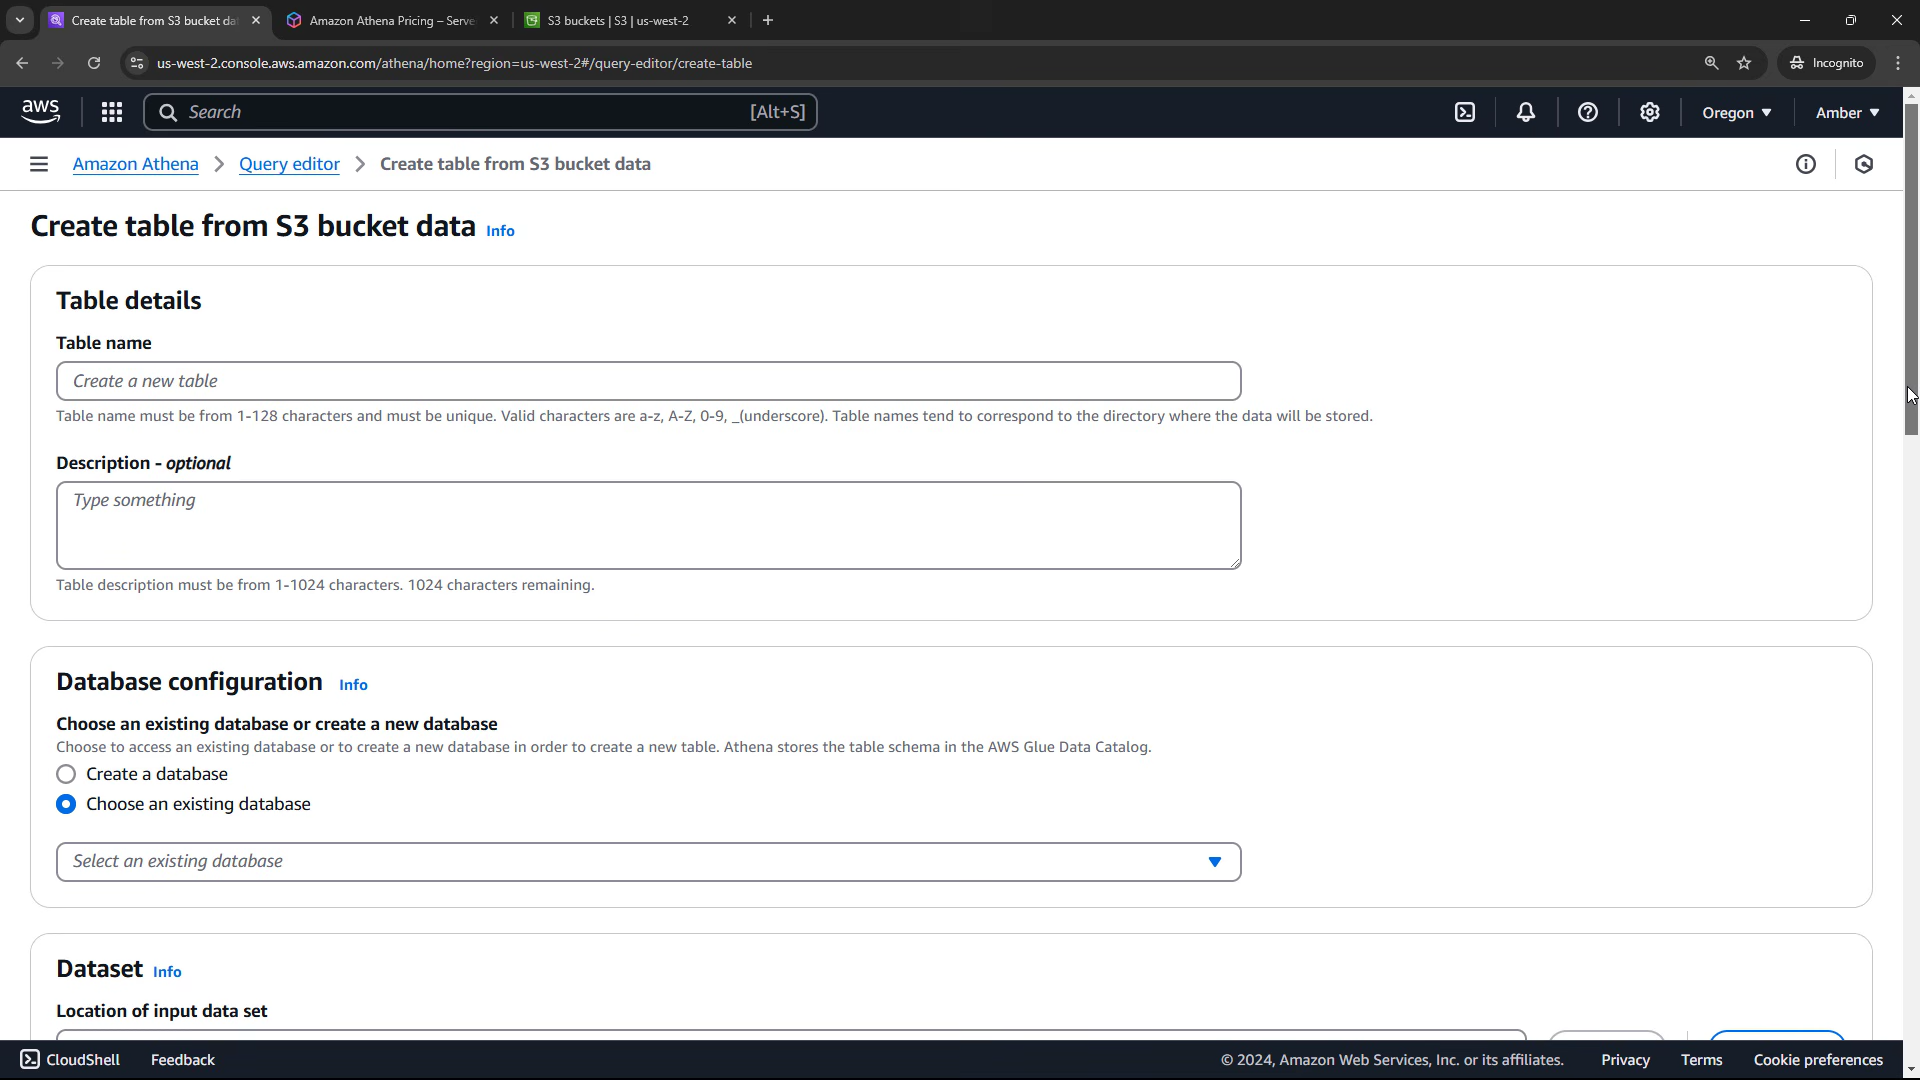 Create table from S3 bucket da
Amazon Athena Pricing – Serve
S3 buckets | S3 | us-west-2
us-west-2.console.aws.amazon.com/athena/home?region=us-west-2#/query-editor/create-table
Incognito
aws
Search
[Alt+S]
Oregon
Amber
Amazon Athena
Query editor
Create table from S3 bucket data
Create table from S3 bucket data Info
Table details
Table name
Create a new table
Table name must be from 1-128 characters and must be unique. Valid characters are a-z, A-Z, 0-9, _(underscore). Table names tend to correspond to the directory where the data will be stored.
Description - optional
Type something
Table description must be from 1-1024 characters. 1024 characters remaining.
Database configuration Info
Choose an existing database or create a new database
Choose to access an existing database or to create a new database in order to create a new table. Athena stores the table schema in the AWS Glue Data Catalog.
Create a database
Choose an existing database
Select an existing database
Dataset Info
Location of input data set
CloudShell
Feedback
© 2024, Amazon Web Services, Inc. or its affiliates.
Privacy
Terms
Cookie preferences